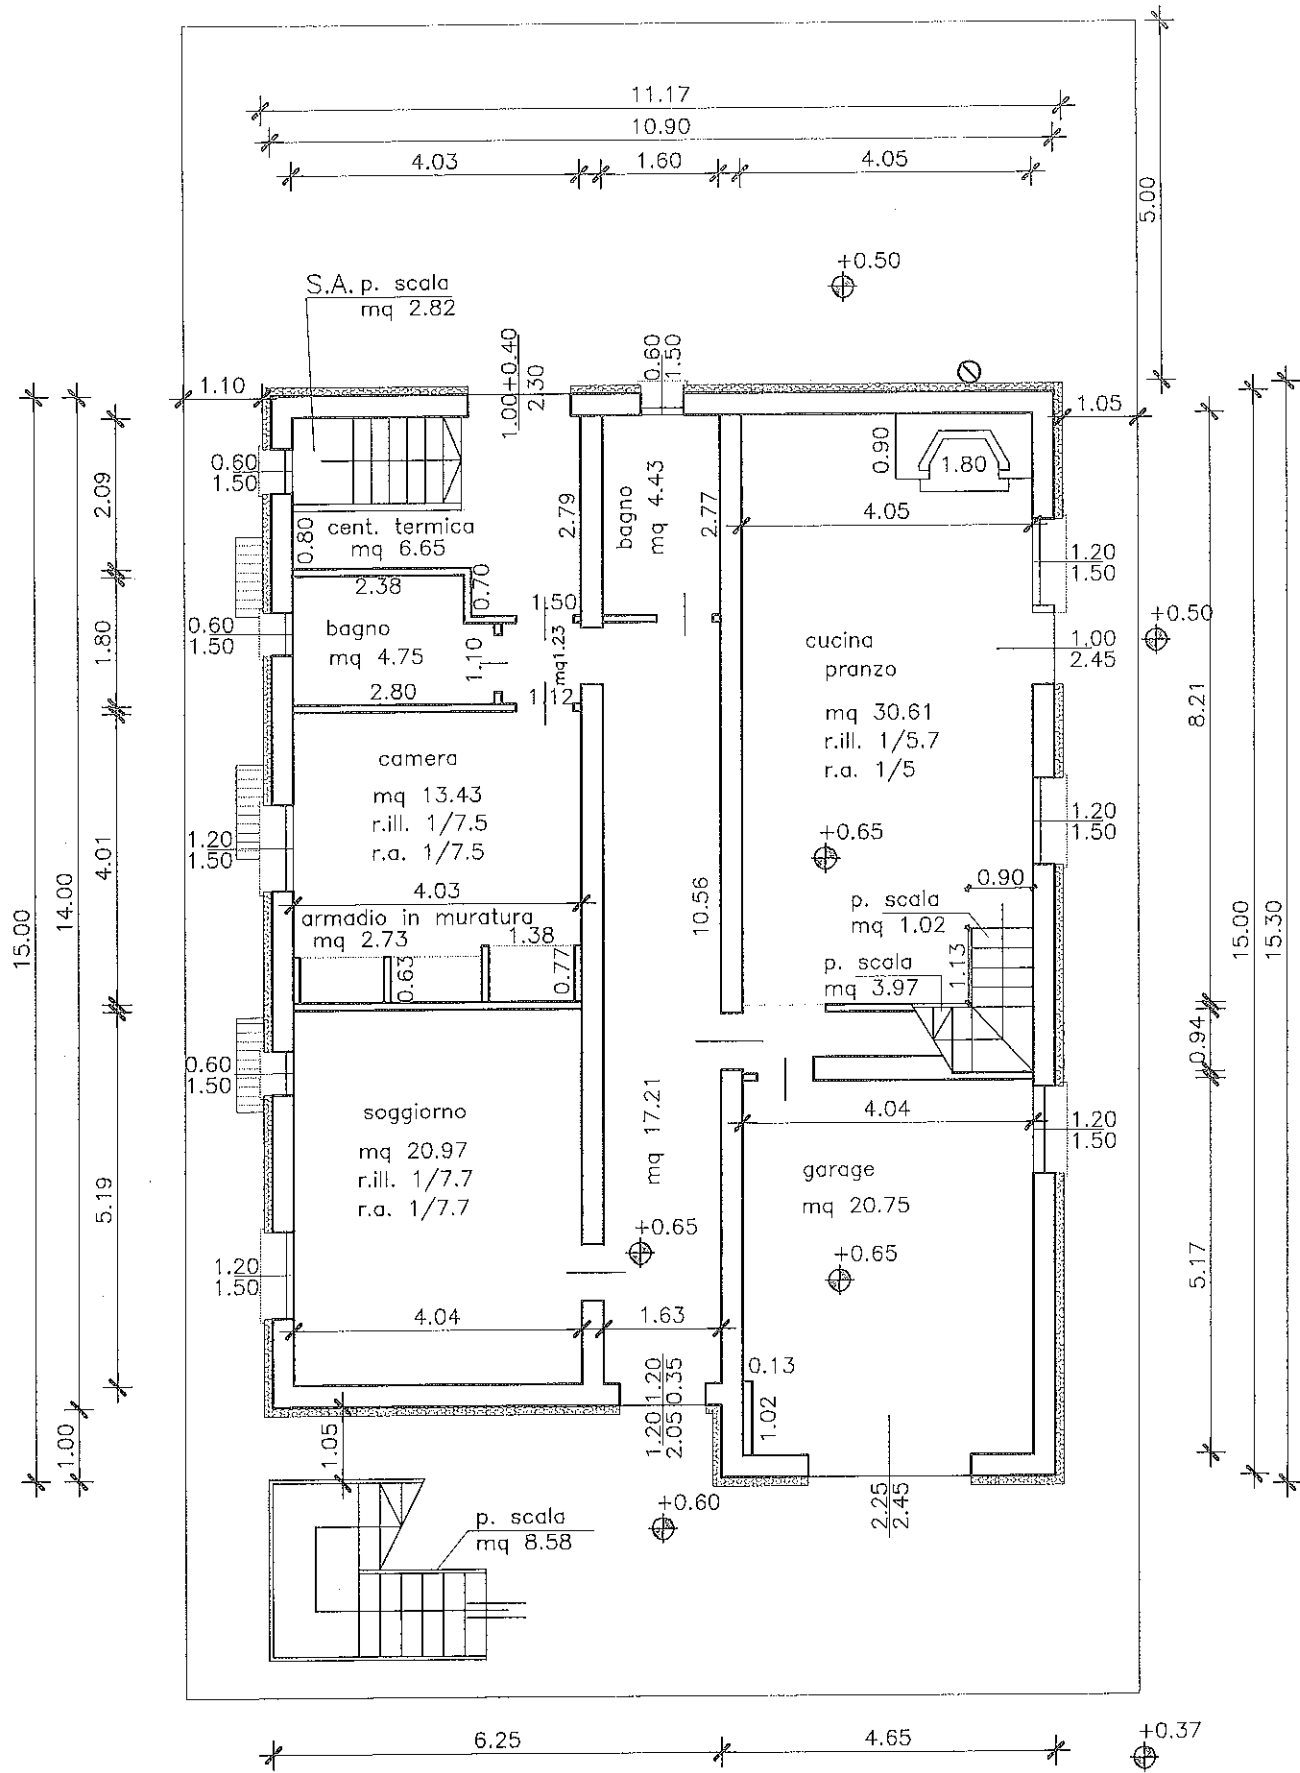 11.17
10.90
4.03
1.60
4.05
5.00
+0.50
S.A. p. scala
mq 2.82
1.00+0.40
2.30
0.60
1.50
1.10
1.05
0.60
1.50
2.09
0.80
cent. termica
mq 6.65
2.79
bagno
mq 4.43
2.77
0.90
1.80
4.05
1.20
1.50
2.38
0.70
1.50
+0.50
0.60
1.50
1.80
bagno
mq 4.75
1.10
mq1.23
2.80
1.12
cucina
pranzo
mq 30.61
r.ill. 1/5.7
r.a. 1/5
1.00
2.45
8.21
camera
mq 13.43
r.ill. 1/7.5
r.a. 1/7.5
+0.65
1.20
1.50
1.20
1.50
4.01
4.03
armadio in muratura
mq 2.73
1.38
0.63
0.77
10.56
0.90
p. scala
mq 1.02
1.13
p. scala
mq 3.97
15.00
14.00
15.00
15.30
0.94
0.60
1.50
soggiorno
mq 20.97
r.ill. 1/7.7
r.a. 1/7.7
mq 17.21
4.04
1.20
1.50
garage
mq 20.75
5.19
5.17
+0.65
+0.65
1.20
1.50
4.04
1.63
0.13
1.02
1.20 1.20
2.05 0.35
1.00
1.05
2.25
2.45
+0.60
p. scala
mq 8.58
6.25
4.65
+0.37